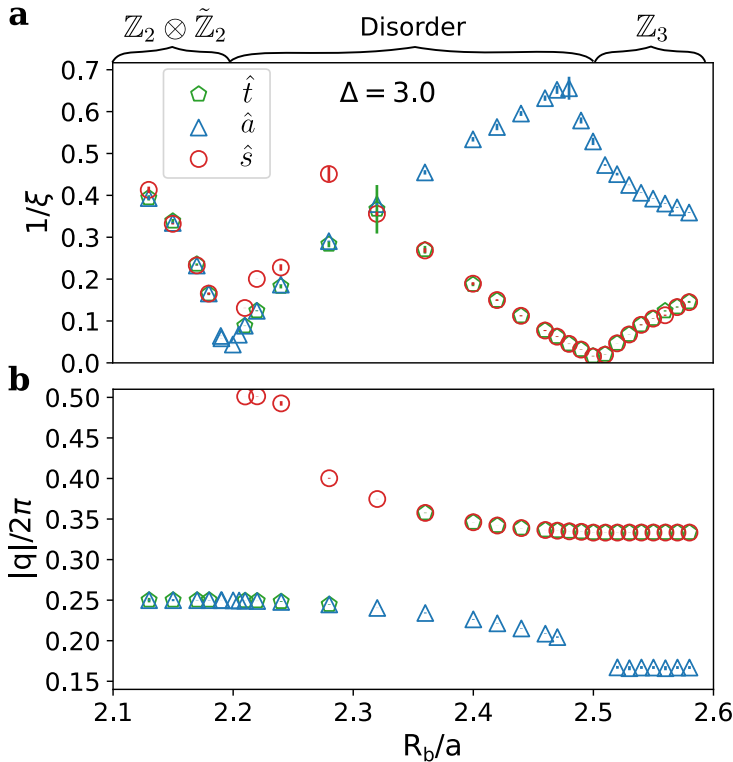 a
ℤ₂ ⊗ ℤ̃₂
Disorder
ℤ₃
0.7
0.6
0.5
0.4
0.3
0.2
0.1
0.0
1/ξ
t̂
â
ŝ
Δ = 3.0
b
0.50
0.45
0.40
0.35
0.30
0.25
0.20
0.15
|q|/2π
2.1 2.2 2.3 2.4 2.5 2.6
R_b/a